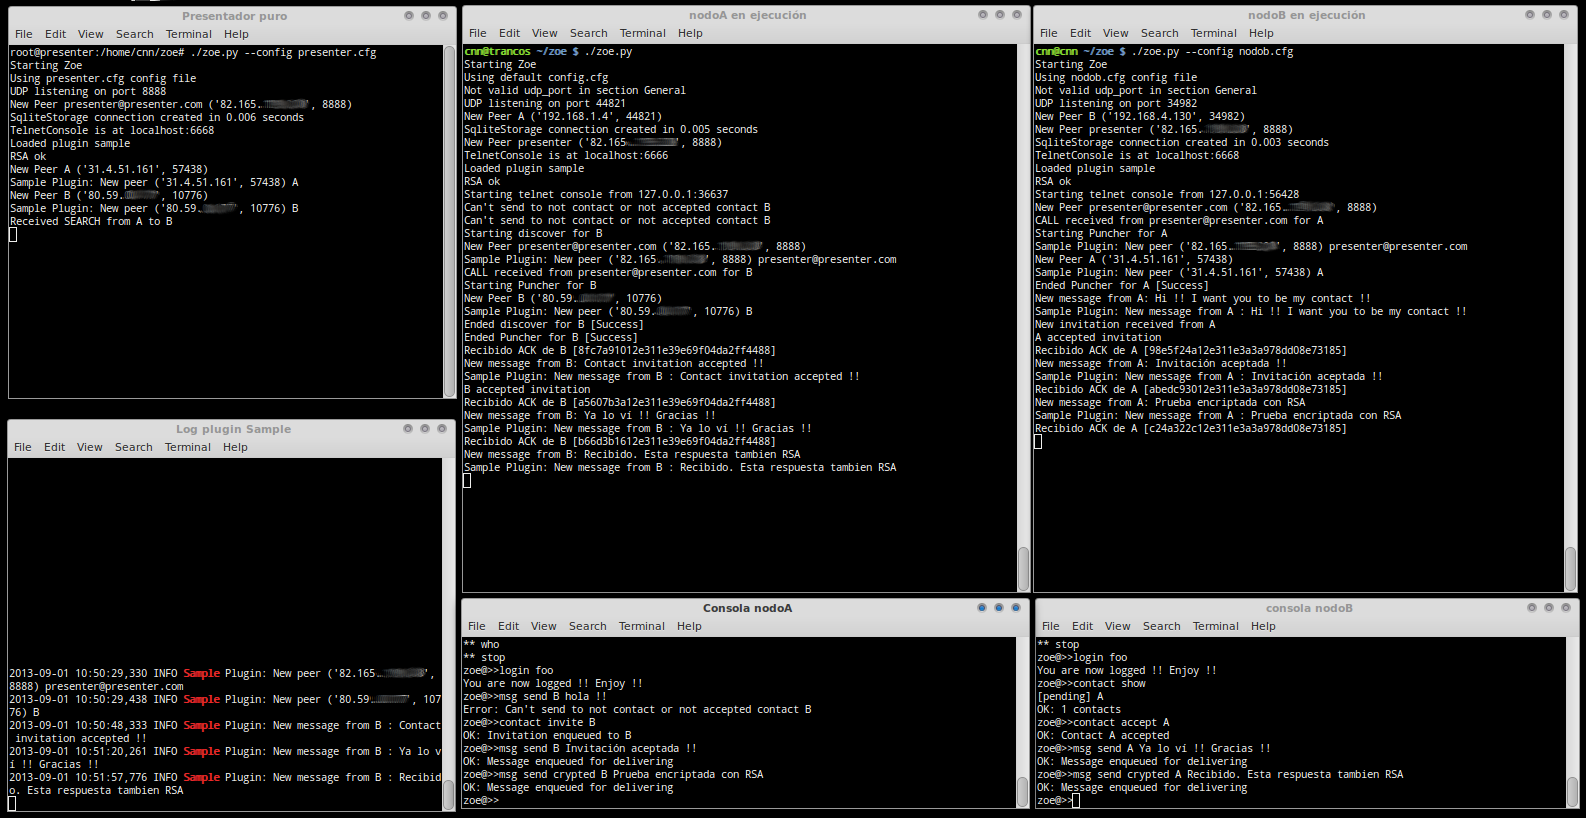 Presentador puro
File Edit View Search Terminal Help
root@presenter:/home/cnn/zoe# ./zoe.py --config presenter.cfg
Starting Zoe
Using presenter.cfg config file
UDP listening on port 8888
New Peer presenter@presenter.com ('82.165. ', 8888)
SqliteStorage connection created in 0.006 seconds
TelnetConsole is at localhost:6668
Loaded plugin sample
RSA ok
New Peer A ('31.4.51.161', 57438)
Sample Plugin: New peer ('31.4.51.161', 57438) A
New Peer B ('80.59. ', 10776)
Sample Plugin: New peer ('80.59. ', 10776) B
Received SEARCH from A to B
Log plugin Sample
File Edit View Search Terminal Help
2013-09-01 10:50:29,330 INFO Sample Plugin: New peer ('82.165. ',
8888) presenter@presenter.com
2013-09-01 10:50:29,438 INFO Sample Plugin: New peer ('80.59. ', 107
76) B
2013-09-01 10:50:48,333 INFO Sample Plugin: New message from B : Contact
invitation accepted !!
2013-09-01 10:51:20,261 INFO Sample Plugin: New message from B : Ya lo v
í !! Gracias !!
2013-09-01 10:51:57,776 INFO Sample Plugin: New message from B : Recibid
o. Esta respuesta tambien RSA
nodoA en ejecución
File Edit View Search Terminal Help
cnn@trancos ~/zoe $ ./zoe.py
Starting Zoe
Using default config.cfg
Not valid udp_port in section General
UDP listening on port 44821
New Peer A ('192.168.1.4', 44821)
SqliteStorage connection created in 0.005 seconds
New Peer presenter ('82.165. ', 8888)
TelnetConsole is at localhost:6666
Loaded plugin sample
RSA ok
Starting telnet console from 127.0.0.1:36637
Can't send to not contact or not accepted contact B
Can't send to not contact or not accepted contact B
Starting discover for B
New Peer presenter@presenter.com ('82.165. ', 8888)
Sample Plugin: New peer ('82.165. ', 8888) presenter@presenter.com
CALL received from presenter@presenter.com for B
Starting Puncher for B
New Peer B ('80.59. ', 10776)
Sample Plugin: New peer ('80.59. ', 10776) B
Ended discover for B [Success]
Ended Puncher for B [Success]
Recibido ACK de B [8fc7a91012e311e39e69f04da2ff4488]
New message from B: Contact invitation accepted !!
Sample Plugin: New message from B : Contact invitation accepted !!
B accepted invitation
Recibido ACK de B [a5607b3a12e311e39e69f04da2ff4488]
New message from B: Ya lo ví !! Gracias !!
Sample Plugin: New message from B : Ya lo ví !! Gracias !!
Recibido ACK de B [b66d3b1612e311e39e69f04da2ff4488]
New message from B: Recibido. Esta respuesta tambien RSA
Sample Plugin: New message from B : Recibido. Esta respuesta tambien RSA
Consola nodoA
File Edit View Search Terminal Help
** who
** stop
zoe@>>login foo
You are now logged !! Enjoy !!
zoe@>>msg send B hola !!
Error: Can't send to not contact or not accepted contact B
zoe@>>contact invite B
OK: Invitation enqueued to B
zoe@>>msg send B Invitación aceptada !!
OK: Message enqueued for delivering
zoe@>>msg send crypted B Prueba encriptada con RSA
OK: Message enqueued for delivering
zoe@>>
nodoB en ejecución
File Edit View Search Terminal Help
cnn@cnn ~/zoe $ ./zoe.py --config nodob.cfg
Starting Zoe
Using nodob.cfg config file
Not valid udp_port in section General
UDP listening on port 34982
New Peer B ('192.168.4.130', 34982)
New Peer presenter ('82.165. ', 8888)
SqliteStorage connection created in 0.003 seconds
TelnetConsole is at localhost:6668
Loaded plugin sample
RSA ok
Starting telnet console from 127.0.0.1:56428
New Peer presenter@presenter.com ('82.165. ', 8888)
CALL received from presenter@presenter.com for A
Starting Puncher for A
Sample Plugin: New peer ('82.165. ', 8888) presenter@presenter.com
New Peer A ('31.4.51.161', 57438)
Sample Plugin: New peer ('31.4.51.161', 57438) A
Ended Puncher for A [Success]
New message from A: Hi !! I want you to be my contact !!
Sample Plugin: New message from A : Hi !! I want you to be my contact !!
New invitation received from A
A accepted invitation
Recibido ACK de A [98e5f24a12e311e3a3a978dd08e73185]
New message from A: Invitación aceptada !!
Sample Plugin: New message from A : Invitación aceptada !!
Recibido ACK de A [abedc93012e311e3a3a978dd08e73185]
New message from A: Prueba encriptada con RSA
Sample Plugin: New message from A : Prueba encriptada con RSA
Recibido ACK de A [c24a322c12e311e3a3a978dd08e73185]
consola nodoB
File Edit View Search Terminal Help
** stop
zoe@>>login foo
You are now logged !! Enjoy !!
zoe@>>contact show
[pending] A
OK: 1 contacts
zoe@>>contact accept A
OK: Contact A accepted
zoe@>>msg send A Ya lo ví !! Gracias !!
OK: Message enqueued for delivering
zoe@>>msg send crypted A Recibido. Esta respuesta tambien RSA
OK: Message enqueued for delivering
zoe@>>